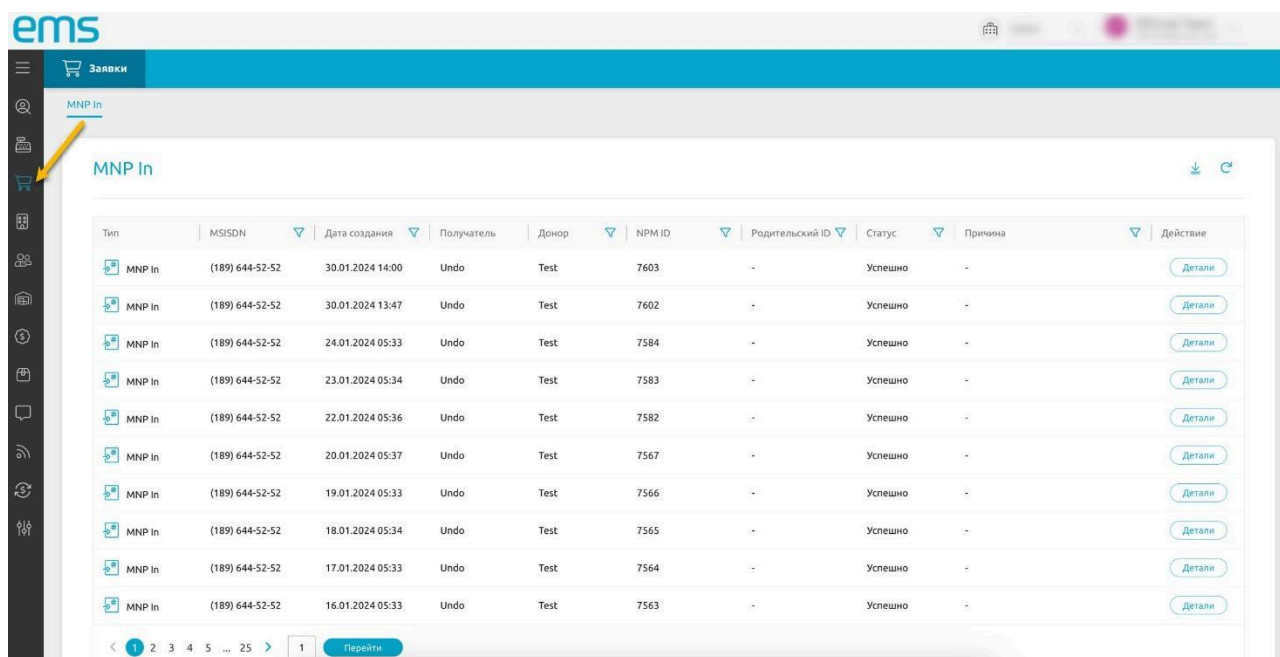 ems
Заявки
MNP In
MNP In
Тип MSISDN Дата создания Получатель Донор NPM ID Родительский ID Статус Причина Действие
MNP In (189) 644-52-52 30.01.2024 14:00 Undo Test 7603 - Успешно - Детали
MNP In (189) 644-52-52 30.01.2024 13:47 Undo Test 7602 - Успешно - Детали
MNP In (189) 644-52-52 24.01.2024 05:33 Undo Test 7584 - Успешно - Детали
MNP In (189) 644-52-52 23.01.2024 05:34 Undo Test 7583 - Успешно - Детали
MNP In (189) 644-52-52 22.01.2024 05:36 Undo Test 7582 - Успешно - Детали
MNP In (189) 644-52-52 20.01.2024 05:37 Undo Test 7567 - Успешно - Детали
MNP In (189) 644-52-52 19.01.2024 05:33 Undo Test 7566 - Успешно - Детали
MNP In (189) 644-52-52 18.01.2024 05:34 Undo Test 7565 - Успешно - Детали
MNP In (189) 644-52-52 17.01.2024 05:33 Undo Test 7564 - Успешно - Детали
MNP In (189) 644-52-52 16.01.2024 05:33 Undo Test 7563 - Успешно - Детали
< 1 2 3 4 5 ... 25 > 1 Перейти